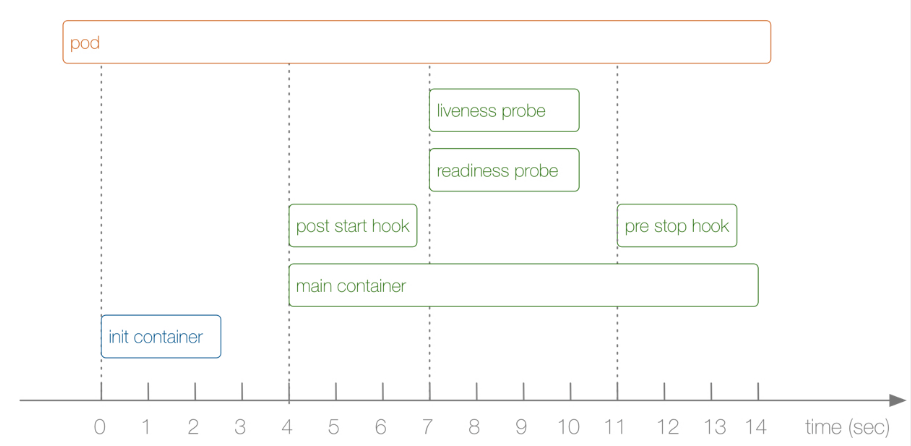 pod
liveness probe
readiness probe
post start hook
pre stop hook
main container
init container
0 1 2 3 4 5 6 7 8 9 10 11 12 13 14 time (sec)